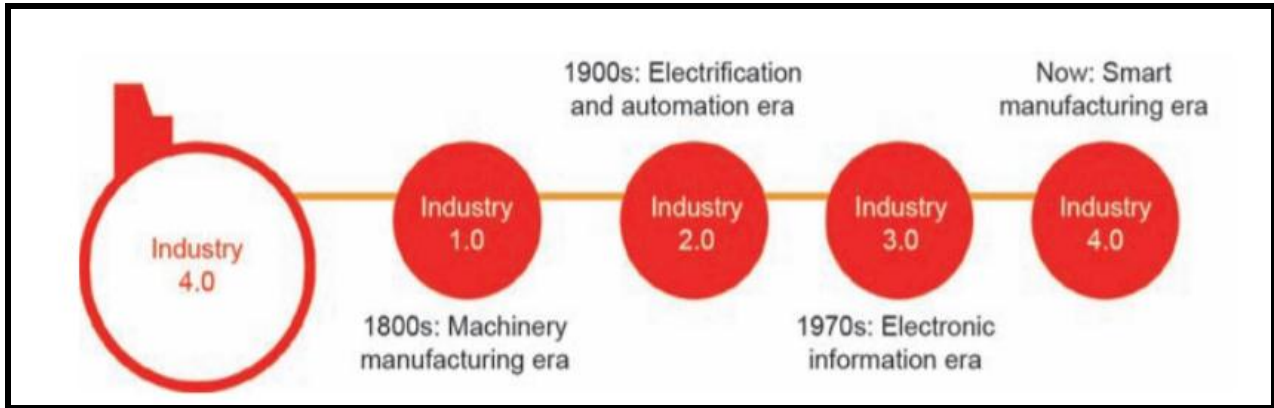 Industry
4.0
Industry
1.0
1800s: Machinery
manufacturing era
1900s: Electrification
and automation era
Industry
2.0
Industry
3.0
1970s: Electronic
information era
Now: Smart
manufacturing era
Industry
4.0